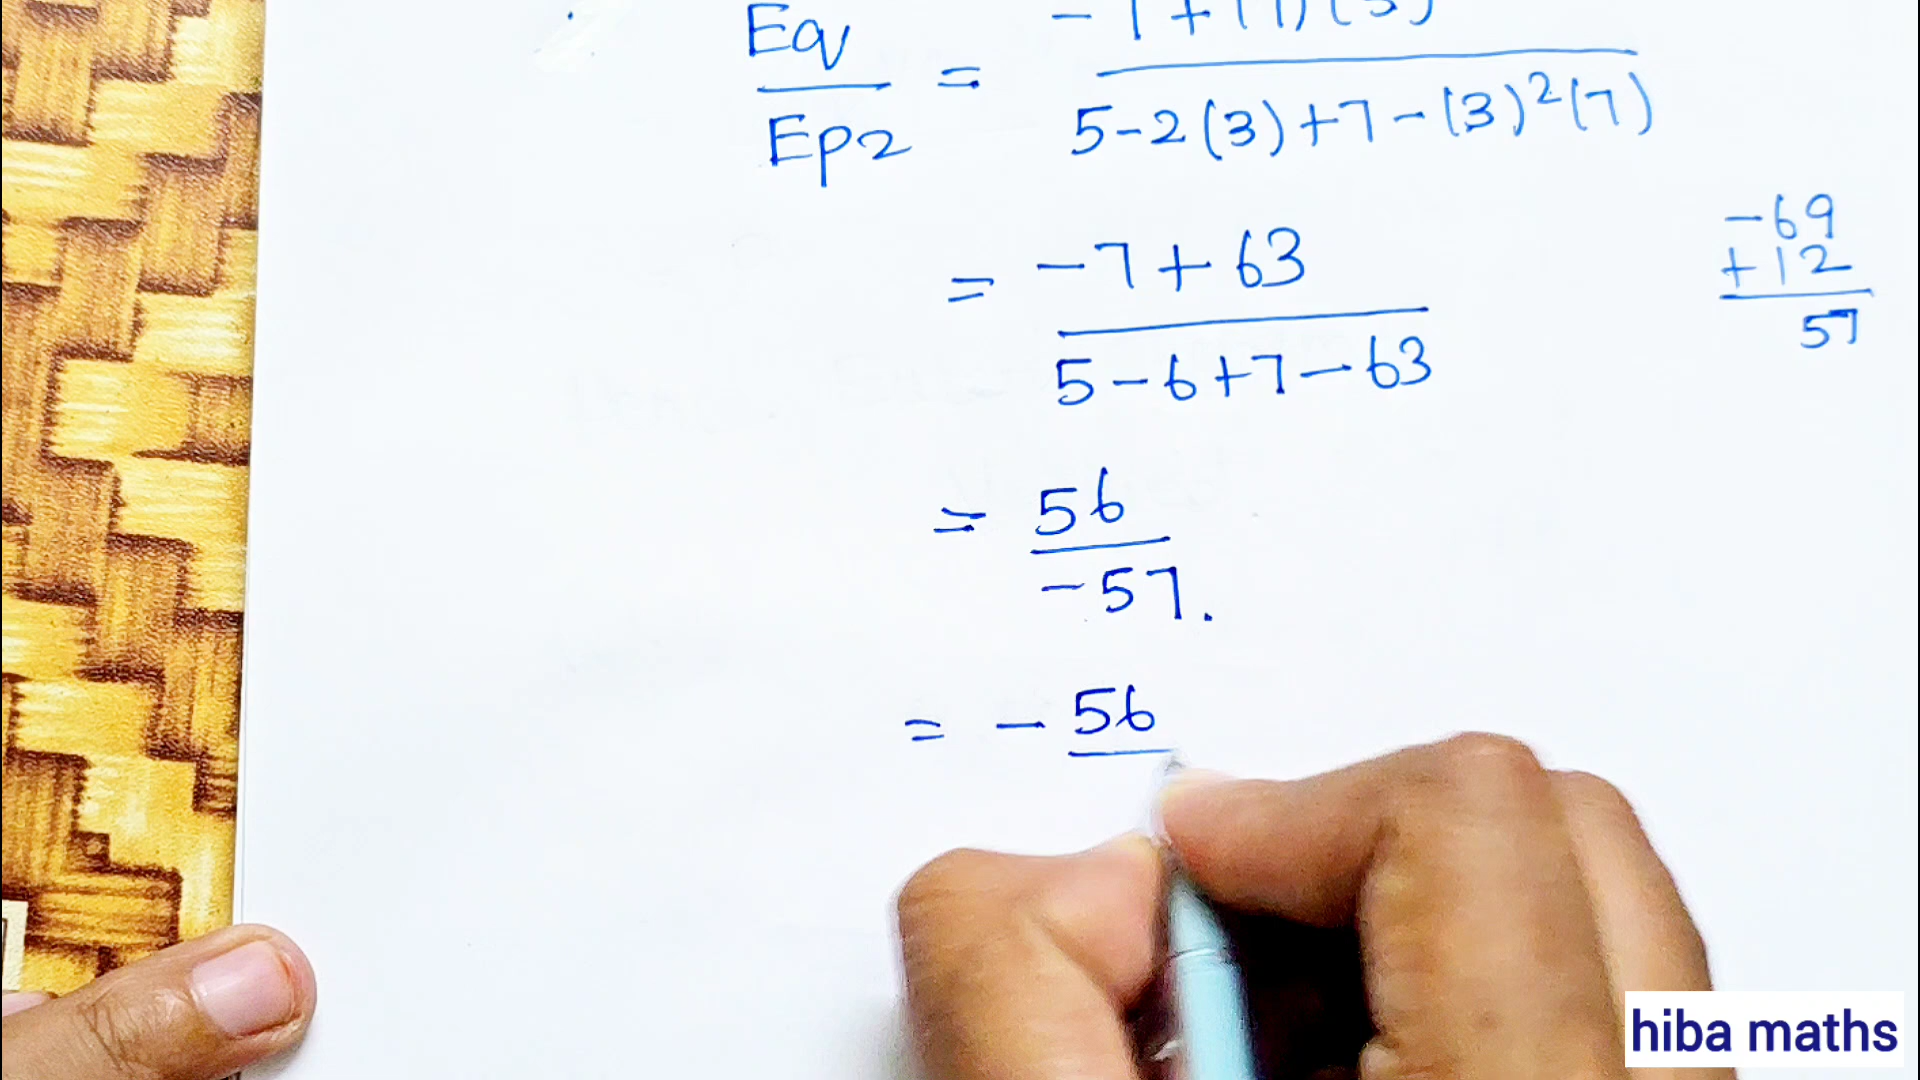 Eq/Ep2 = /5-2(3)+7-(3)²(7)
= -7+63/5-6+7-63
-69
+12
57
= 56/-57.
= - 56
hiba maths